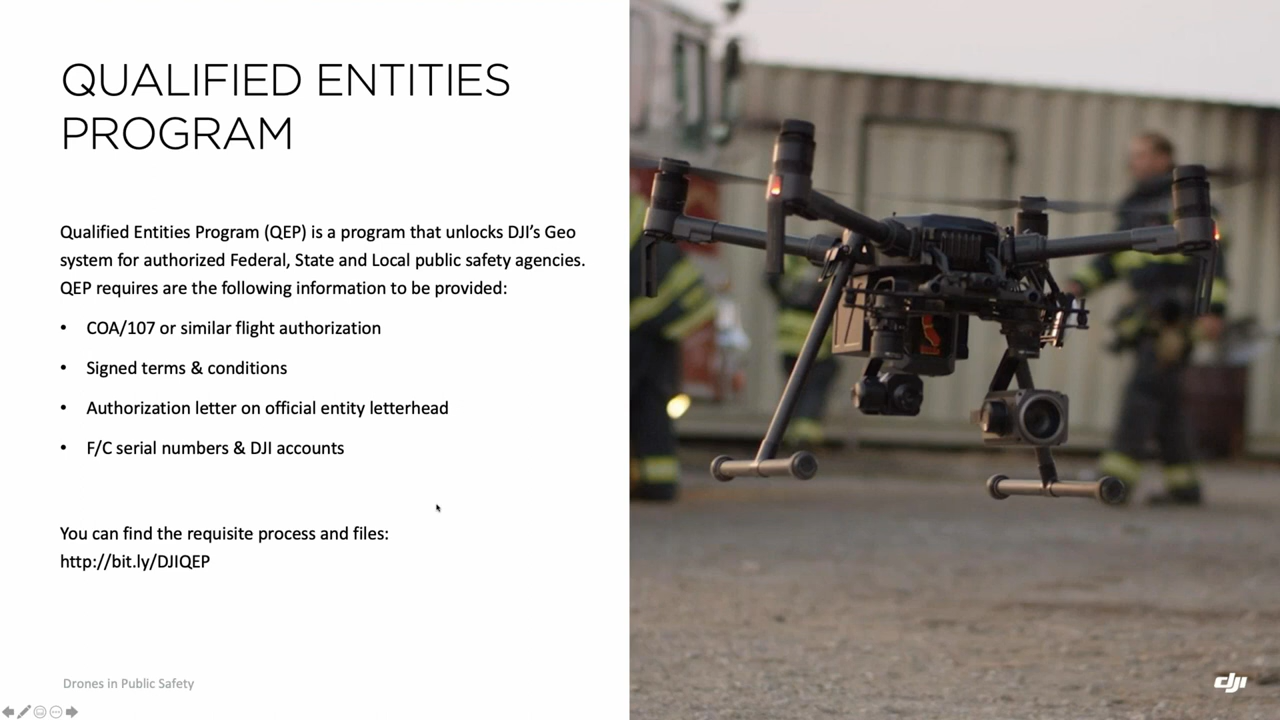 QUALIFIED ENTITIES
PROGRAM
Qualified Entities Program (QEP) is a program that unlocks DJI’s Geo
system for authorized Federal, State and Local public safety agencies.
QEP requires are the following information to be provided:
• COA/107 or similar flight authorization
• Signed terms & conditions
• Authorization letter on official entity letterhead
• F/C serial numbers & DJI accounts
You can find the requisite process and files:
http://bit.ly/DJIQEP
Drones in Public Safety
dji